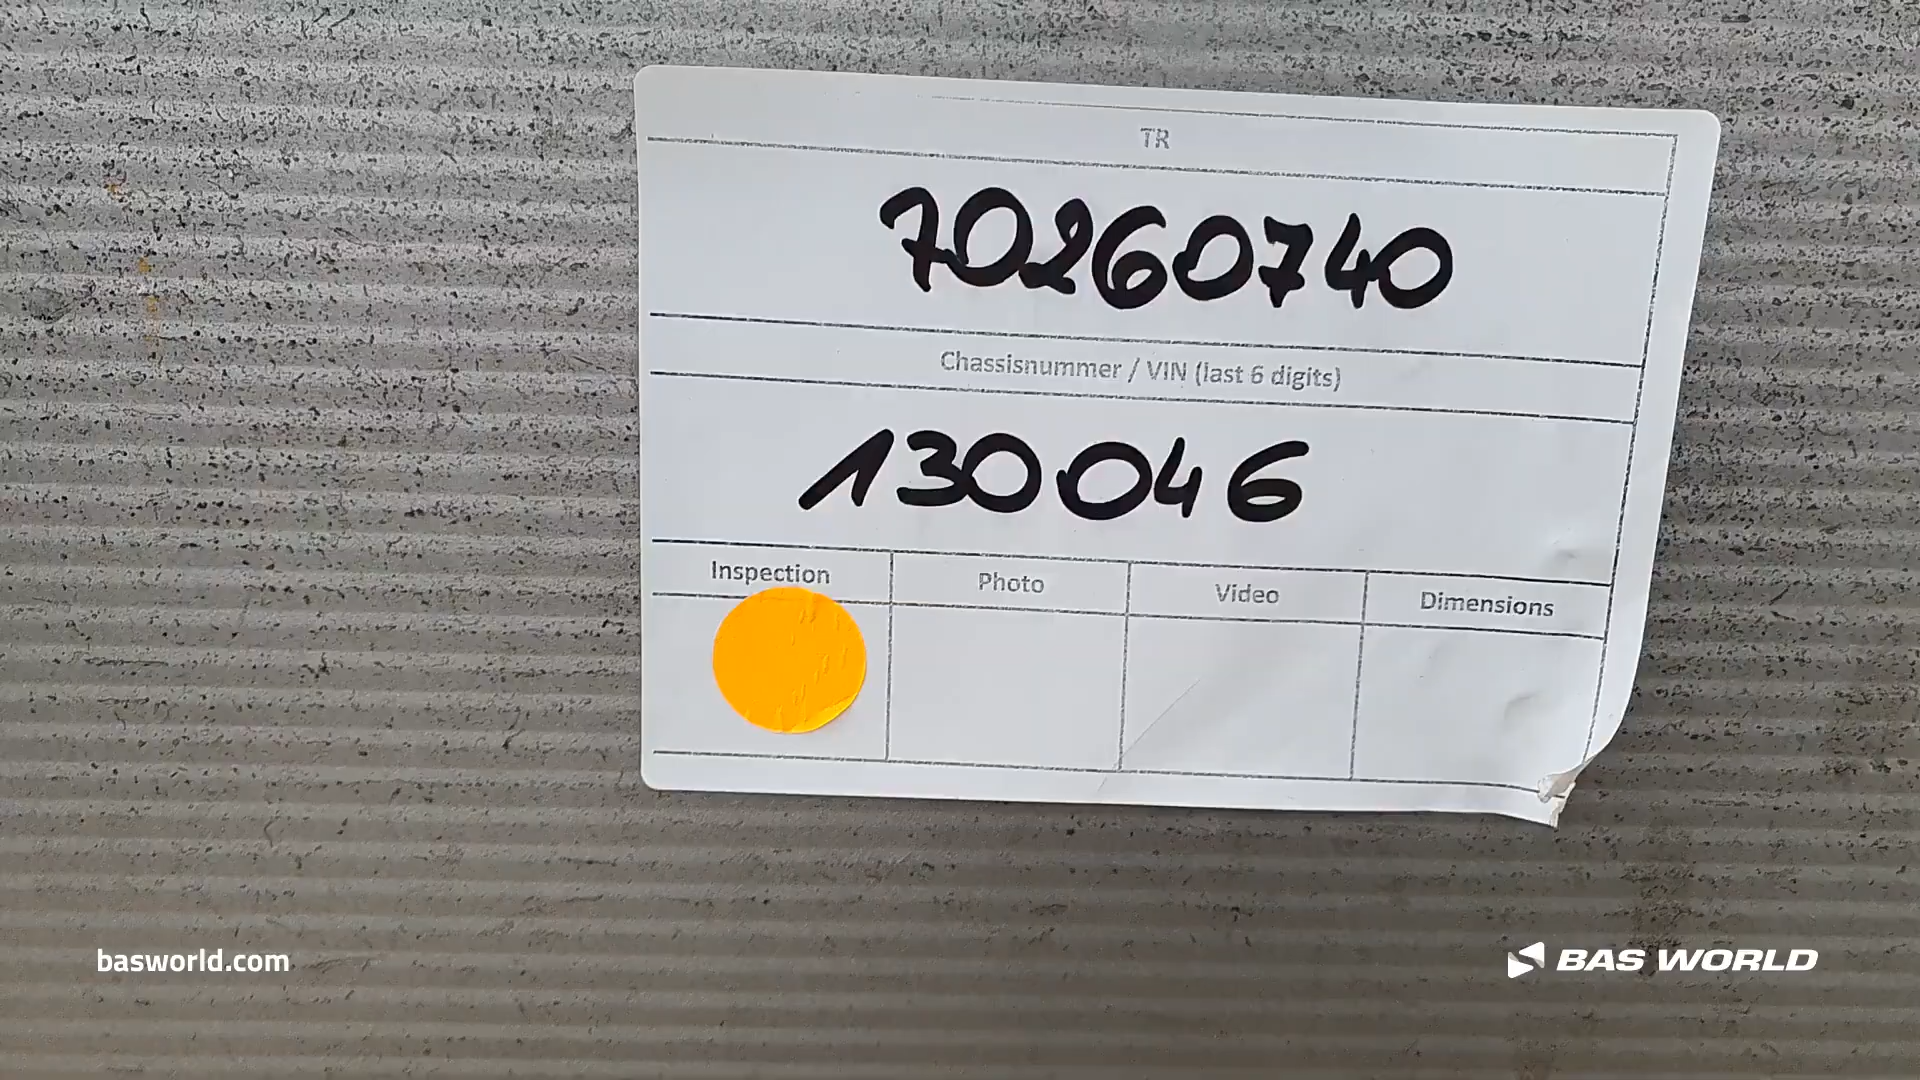 TR
70260740
Chassisnummer / VIN (last 6 digits)
130046
Inspection Photo Video Dimensions
basworld.com BAS WORLD